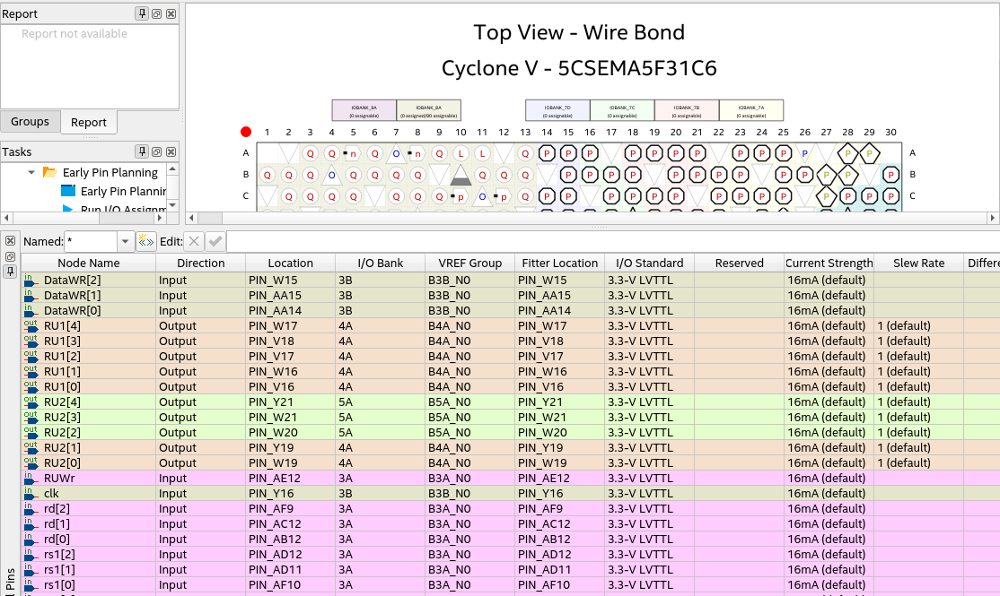 Report
Report not available
Groups Report
Tasks
Early Pin Planning
Early Pin Plannir
Run I/O Assignm
Top View - Wire Bond
Cyclone V - 5CSEMA5F31C6
IOBANK_9A IOBANK_8A IOBANK_7D IOBANK_7C IOBANK_7B IOBANK_7A
(0 assignable) (0 assigned/80 assignable) (0 assignable) (0 assignable) (0 assignable) (0 assignable)
1 2 3 4 5 6 7 8 9 10 11 12 13 14 15 16 17 18 19 20 21 22 23 24 25 26 27 28 29 30
A Q Q n Q O n Q L L Q P P P P P P P P P P P P P A
B Q Q Q O Q Q Q Q Q Q Q P P P P P P P P P P P P P B
C Q Q Q Q Q Q Q p O p Q P P P P P P P P P P P P P C
Named: * Edit:
Node Name Direction Location I/O Bank VREF Group Fitter Location I/O Standard Reserved Current Strength Slew Rate Differe
in DataWR[2] Input PIN_W15 3B B3B_N0 PIN_W15 3.3-V LVTTL 16mA (default)
in DataWR[1] Input PIN_AA15 3B B3B_N0 PIN_AA15 3.3-V LVTTL 16mA (default)
in DataWR[0] Input PIN_AA14 3B B3B_N0 PIN_AA14 3.3-V LVTTL 16mA (default)
out RU1[4] Output PIN_W17 4A B4A_N0 PIN_W17 3.3-V LVTTL 16mA (default) 1 (default)
out RU1[3] Output PIN_V18 4A B4A_N0 PIN_V18 3.3-V LVTTL 16mA (default) 1 (default)
out RU1[2] Output PIN_V17 4A B4A_N0 PIN_V17 3.3-V LVTTL 16mA (default) 1 (default)
out RU1[1] Output PIN_W16 4A B4A_N0 PIN_W16 3.3-V LVTTL 16mA (default) 1 (default)
out RU1[0] Output PIN_V16 4A B4A_N0 PIN_V16 3.3-V LVTTL 16mA (default) 1 (default)
out RU2[4] Output PIN_Y21 5A B5A_N0 PIN_Y21 3.3-V LVTTL 16mA (default) 1 (default)
out RU2[3] Output PIN_W21 5A B5A_N0 PIN_W21 3.3-V LVTTL 16mA (default) 1 (default)
out RU2[2] Output PIN_W20 5A B5A_N0 PIN_W20 3.3-V LVTTL 16mA (default) 1 (default)
out RU2[1] Output PIN_Y19 4A B4A_N0 PIN_Y19 3.3-V LVTTL 16mA (default) 1 (default)
out RU2[0] Output PIN_W19 4A B4A_N0 PIN_W19 3.3-V LVTTL 16mA (default) 1 (default)
in RUWr Input PIN_AE12 3A B3A_N0 PIN_AE12 3.3-V LVTTL 16mA (default)
in clk Input PIN_Y16 3B B3B_N0 PIN_Y16 3.3-V LVTTL 16mA (default)
in rd[2] Input PIN_AF9 3A B3A_N0 PIN_AF9 3.3-V LVTTL 16mA (default)
in rd[1] Input PIN_AC12 3A B3A_N0 PIN_AC12 3.3-V LVTTL 16mA (default)
in rd[0] Input PIN_AB12 3A B3A_N0 PIN_AB12 3.3-V LVTTL 16mA (default)
in rs1[2] Input PIN_AD12 3A B3A_N0 PIN_AD12 3.3-V LVTTL 16mA (default)
in rs1[1] Input PIN_AD11 3A B3A_N0 PIN_AD11 3.3-V LVTTL 16mA (default)
in rs1[0] Input PIN_AF10 3A B3A_N0 PIN_AF10 3.3-V LVTTL 16mA (default)
Pins